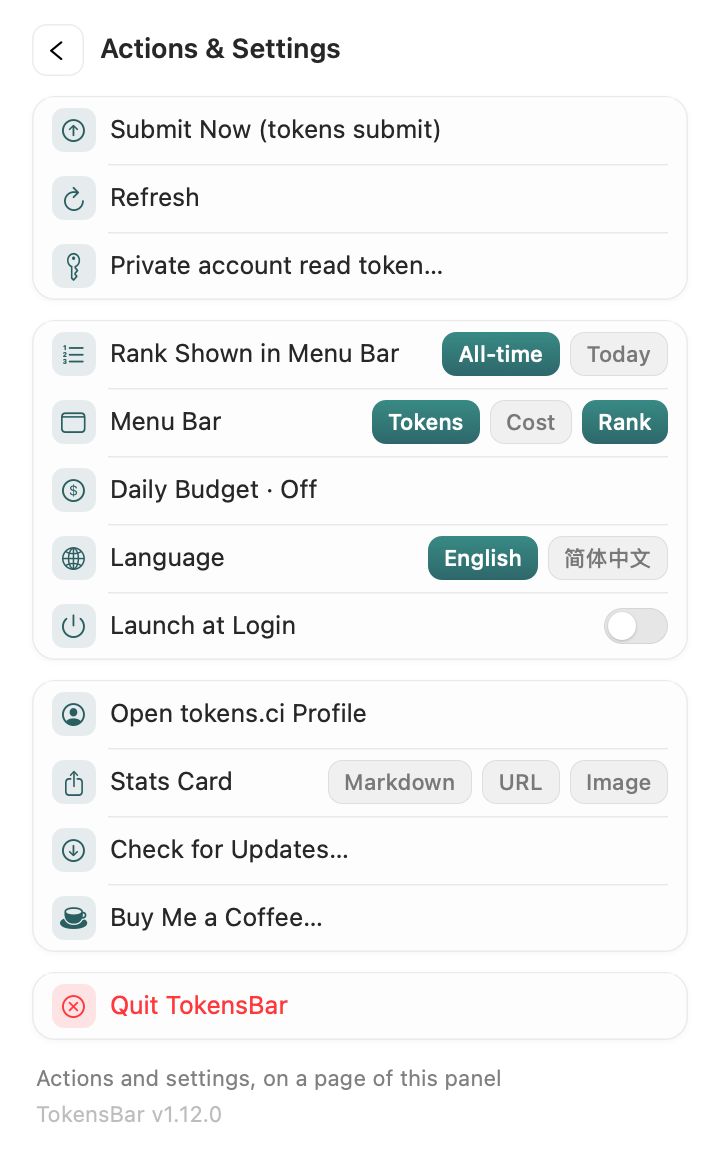 Actions & Settings
Submit Now (tokens submit)
Refresh
Private account read token...
Rank Shown in Menu Bar All-time Today
Menu Bar Tokens Cost Rank
Daily Budget · Off
Language English 简体中文
Launch at Login
Open tokens.ci Profile
Stats Card Markdown URL Image
Check for Updates...
Buy Me a Coffee...
Quit TokensBar
Actions and settings, on a page of this panel
TokensBar v1.12.0